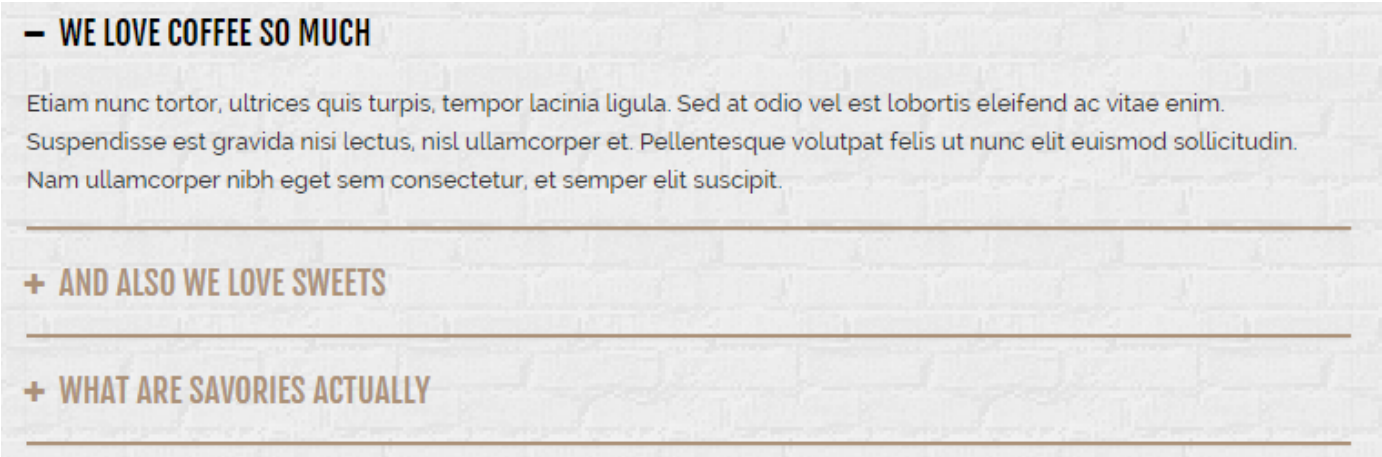 – WE LOVE COFFEE SO MUCH
Etiam nunc tortor, ultrices quis turpis, tempor lacinia ligula. Sed at odio vel est lobortis eleifend ac vitae enim.
Suspendisse est gravida nisi lectus, nisl ullamcorper et. Pellentesque volutpat felis ut nunc elit euismod sollicitudin.
Nam ullamcorper nibh eget sem consectetur, et semper elit suscipit.
+ AND ALSO WE LOVE SWEETS
+ WHAT ARE SAVORIES ACTUALLY